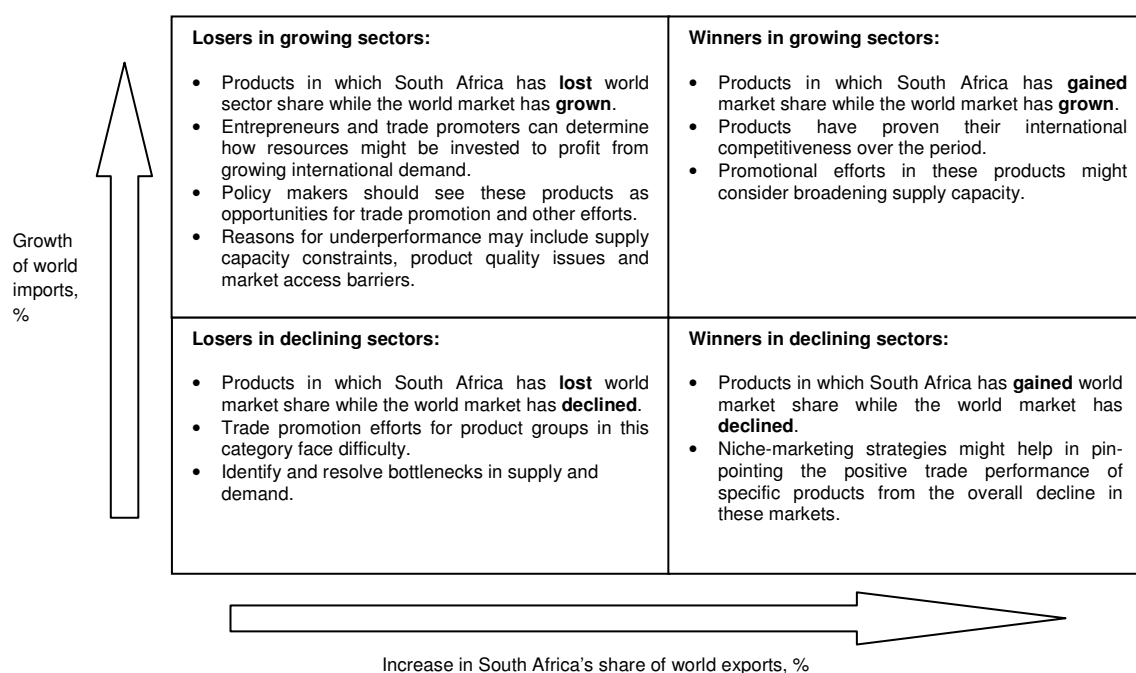 Losers in growing sectors:
• Products in which South Africa has lost world
sector share while the world market has grown.
• Entrepreneurs and trade promoters can determine
how resources might be invested to profit from
growing international demand.
• Policy makers should see these products as
opportunities for trade promotion and other efforts.
• Reasons for underperformance may include supply
capacity constraints, product quality issues and
market access barriers.
Winners in growing sectors:
• Products in which South Africa has gained
market share while the world market has grown.
• Products have proven their international
competitiveness over the period.
• Promotional efforts in these products might
consider broadening supply capacity.
Growth
of world
imports,
%
Losers in declining sectors:
• Products in which South Africa has lost world
market share while the world market has declined.
• Trade promotion efforts for product groups in this
category face difficulty.
• Identify and resolve bottlenecks in supply and
demand.
Winners in declining sectors:
• Products in which South Africa has gained world
market share while the world market has
declined.
• Niche-marketing strategies might help in pin-
pointing the positive trade performance of
specific products from the overall decline in
these markets.
Increase in South Africa's share of world exports, %